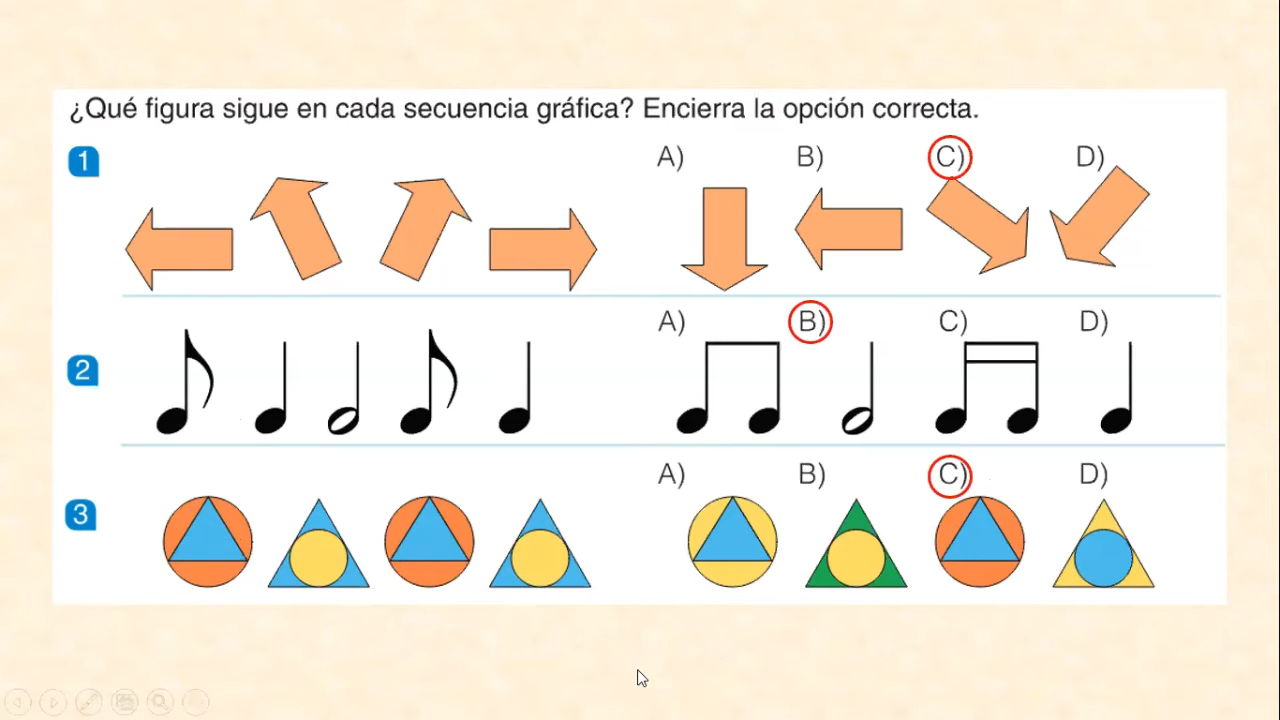 ¿Qué figura sigue en cada secuencia gráfica? Encierra la opción correcta.
1
A) B) C) D)
2
A) B) C) D)
3
A) B) C) D)